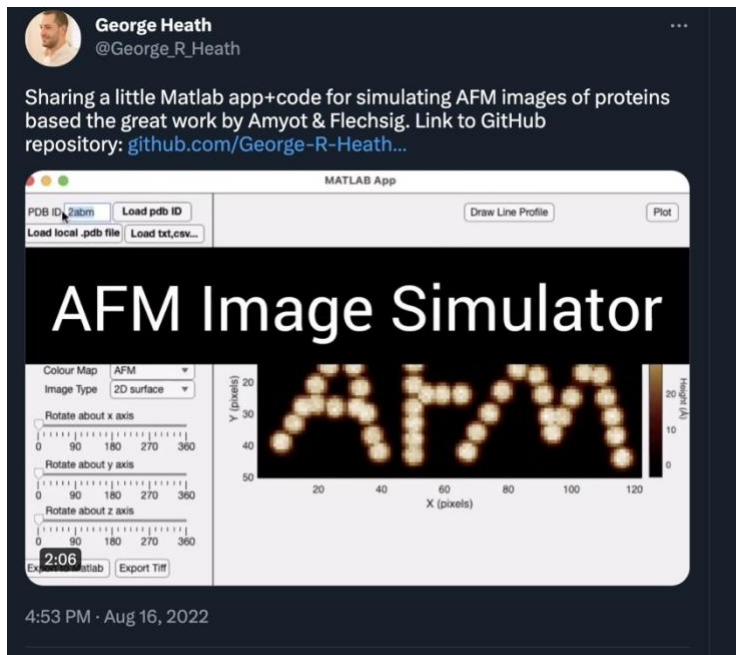 George Heath
@George_R_Heath
Sharing a little Matlab app+code for simulating AFM images of proteins
based the great work by Amyot & Flechsig. Link to GitHub
repository: github.com/George-R-Heath...
MATLAB App
PDB ID 2abm Load pdb ID Draw Line Profile Plot
Load local .pdb file Load txt,csv...
AFM Image Simulator
Colour Map AFM
Image Type 2D surface
Rotate about x axis
0 90 180 270 360
Rotate about y axis
0 90 180 270 360
Rotate about z axis
0 90 180 270 360
2:06
Export to Matlab Export Tiff
Y (pixels)
20
30
40
50
AFM
20 40 60 80 100 120
X (pixels)
20
10
0
Height (Å)
4:53 PM · Aug 16, 2022